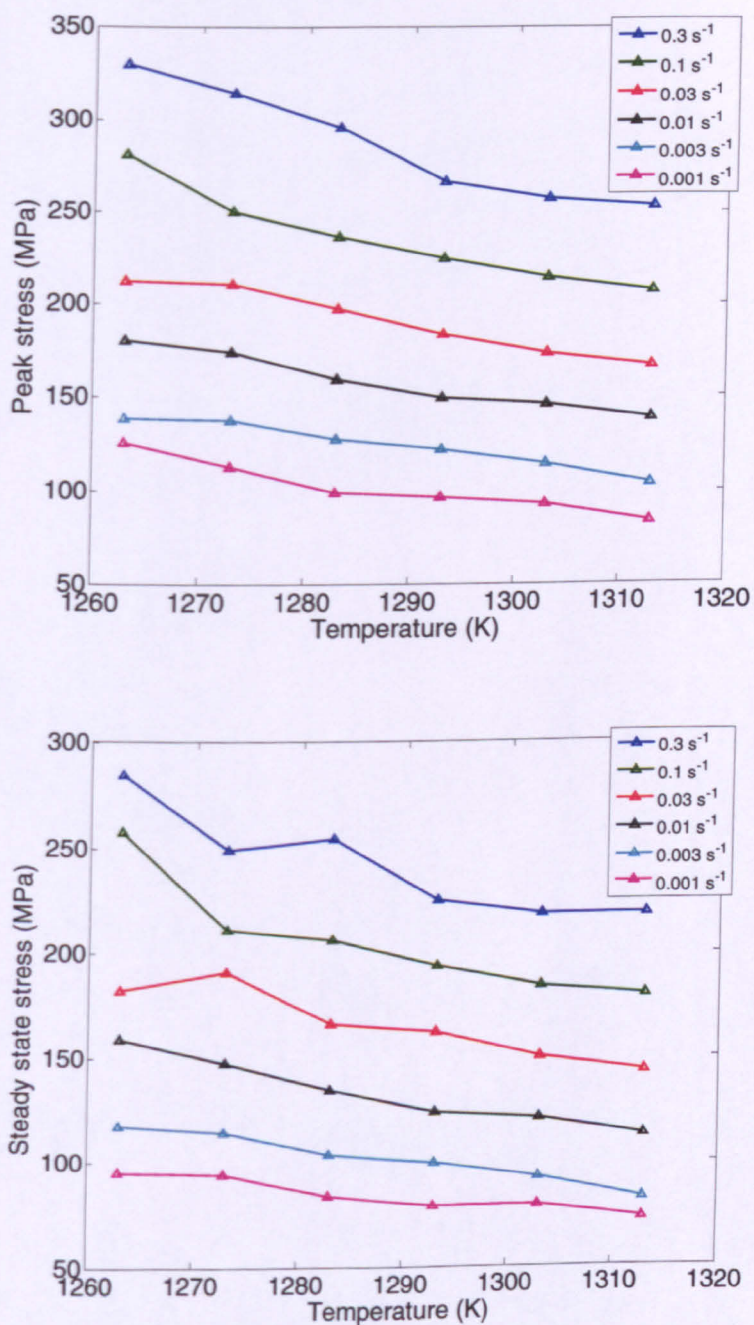 350
300
250
200
150
100
50
Peak stress (MPa)
0.3 s⁻¹
0.1 s⁻¹
0.03 s⁻¹
0.01 s⁻¹
0.003 s⁻¹
0.001 s⁻¹
1260 1270 1280 1290 1300 1310 1320
Temperature (K)
300
250
200
150
100
50
Steady state stress (MPa)
0.3 s⁻¹
0.1 s⁻¹
0.03 s⁻¹
0.01 s⁻¹
0.003 s⁻¹
0.001 s⁻¹
1260 1270 1280 1290 1300 1310 1320
Temperature (K)